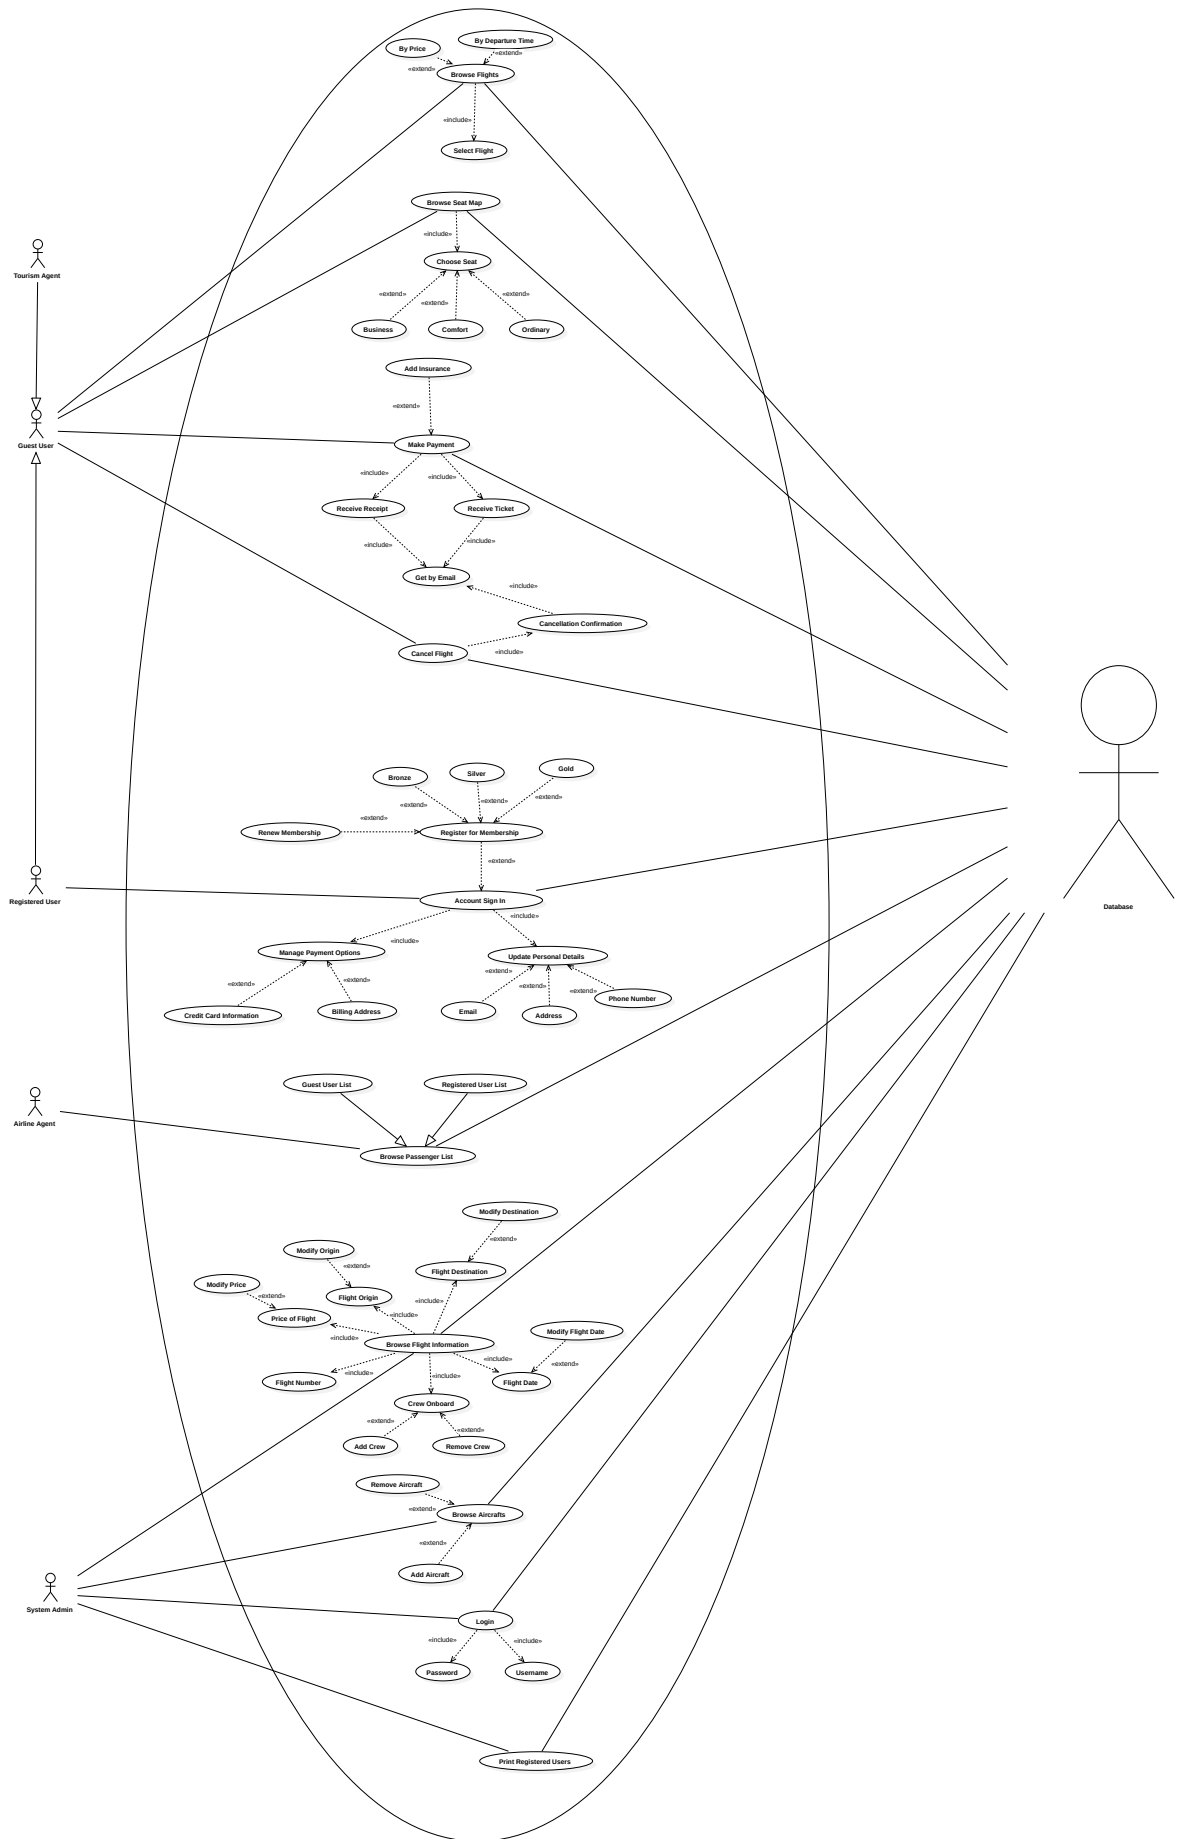 By Departure Time
By Price
«extend»
«extend»
Browse Flights
«include»
Select Flight
Browse Seat Map
«include»
Tourism Agent
Choose Seat
«extend»
«extend»
«extend»
Business
Comfort
Ordinary
Add Insurance
«extend»
Guest User
Make Payment
«include»
«include»
Receive Receipt
Receive Ticket
«include»
«include»
Get by Email
«include»
Cancellation Confirmation
Cancel Flight
«include»
Gold
Silver
Bronze
«extend»
«extend»
«extend»
«extend»
Renew Membership
Register for Membership
«extend»
Registered User
Account Sign In
Database
«include»
«include»
Manage Payment Options
Update Personal Details
«extend»
«extend»
«extend»
«extend»
«extend»
Phone Number
Credit Card Information
Billing Address
Email
Address
Guest User List
Registered User List
Airline Agent
Browse Passenger List
Modify Destination
«extend»
Modify Origin
«extend»
Flight Destination
Modify Price
«extend»
Flight Origin
«include»
«include»
Price of Flight
Modify Flight Date
«include»
Browse Flight Information
«include»
«extend»
«include»
«include»
Flight Number
Flight Date
Crew Onboard
«extend»
«extend»
Add Crew
Remove Crew
Remove Aircraft
«extend»
Browse Aircrafts
«extend»
Add Aircraft
System Admin
Login
«include»
«include»
Password
Username
Print Registered Users